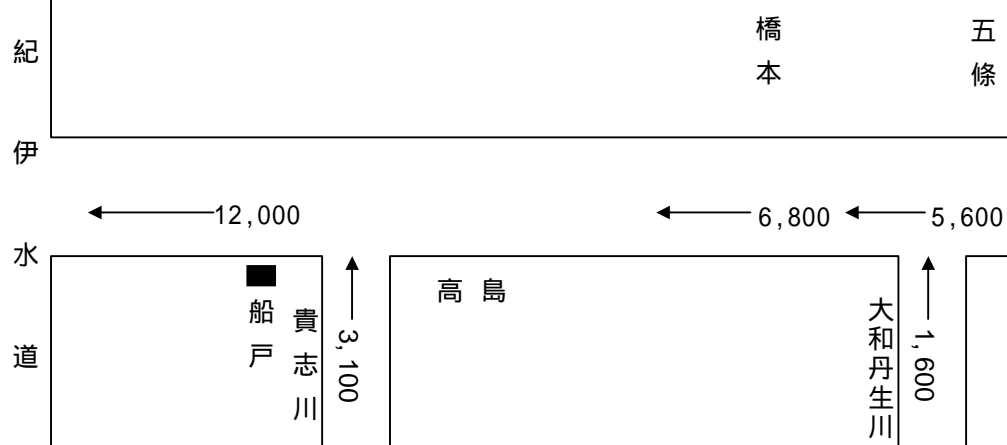 紀伊水道
橋本
五條
12,000
6,800
5,600
船戸
貴志川
3,100
高島
大和丹生川
1,600